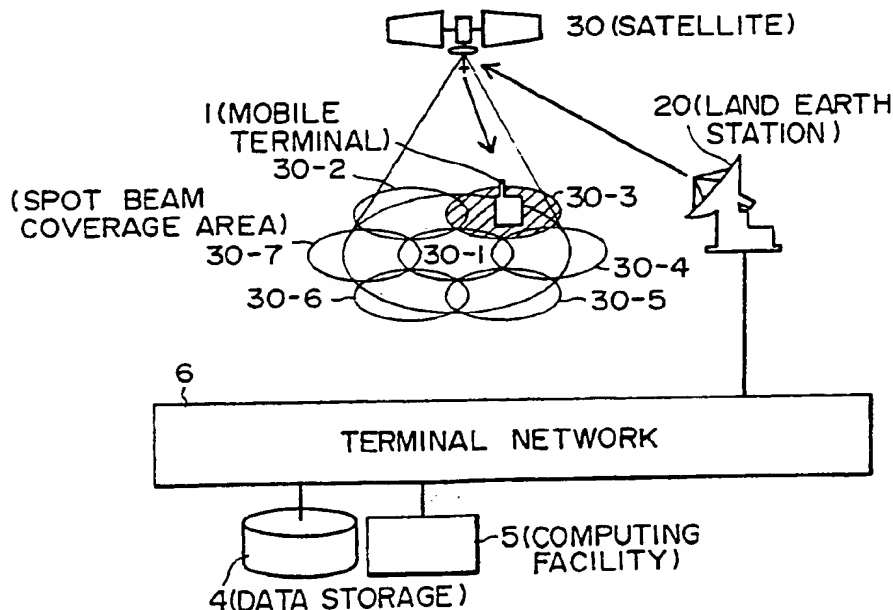 30(SATELLITE)
20(LAND EARTH
STATION)
1(MOBILE
TERMINAL)
30-2
30-3
(SPOT BEAM
COVERAGE AREA)
30-7
30-1
30-4
30-6
30-5
6
TERMINAL NETWORK
5(COMPUTING
FACILITY)
4(DATA STORAGE)